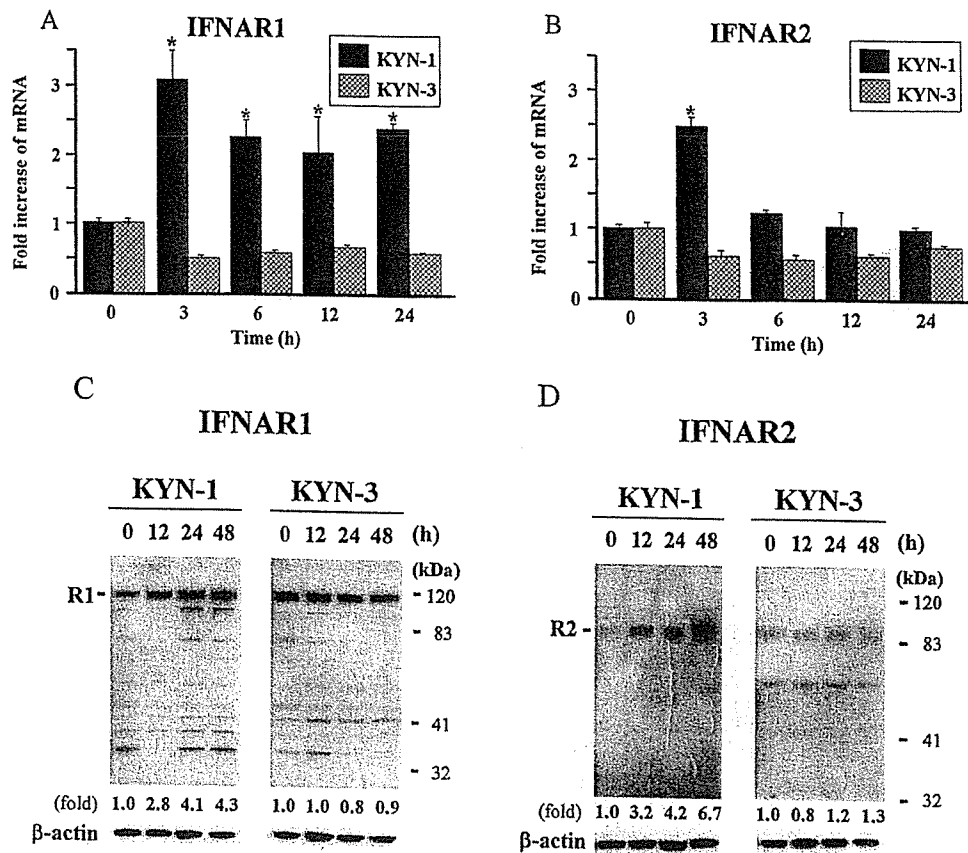 A
IFNAR1
KYN-1
KYN-3
Fold increase of mRNA
3
2
1
0
*
*
*
*
0 3 6 12 24
Time (h)
B
IFNAR2
KYN-1
KYN-3
Fold increase of mRNA
3
2
1
0
*
0 3 6 12 24
Time (h)
C
IFNAR1
KYN-1 KYN-3
0 12 24 48 0 12 24 48 (h)
(kDa)
R1- - 120
- 83
- 41
- 32
(fold) 1.0 2.8 4.1 4.3 1.0 1.0 0.8 0.9
β-actin
D
IFNAR2
KYN-1 KYN-3
0 12 24 48 0 12 24 48 (h)
(kDa)
- 120
R2 - - 83
- 41
- 32
(fold) 1.0 3.2 4.2 6.7 1.0 0.8 1.2 1.3
β-actin